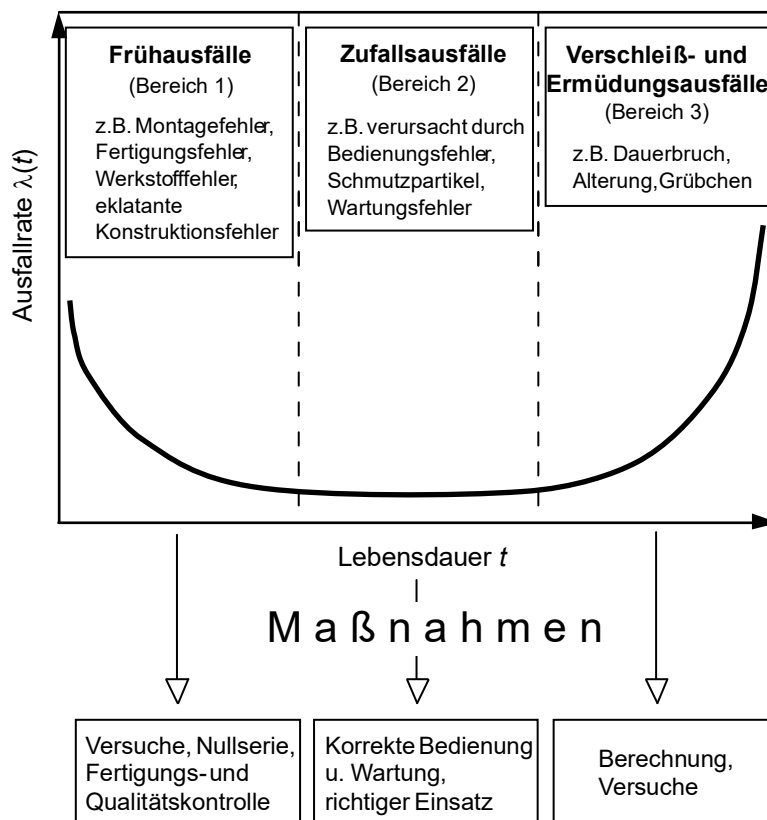 Ausfallrate λ(t)
Frühausfälle
(Bereich 1)
z.B. Montagefehler,
Fertigungsfehler,
Werkstofffehler,
eklatante
Konstruktionsfehler
Zufallsausfälle
(Bereich 2)
z.B. verursacht durch
Bedienungsfehler,
Schmutzpartikel,
Wartungsfehler
Verschleiß- und
Ermüdungsausfälle
(Bereich 3)
z.B. Dauerbruch,
Alterung, Grübchen
Lebensdauer t
Maßnahmen
Versuche, Nullserie,
Fertigungs- und
Qualitätskontrolle
Korrekte Bedienung
u. Wartung,
richtiger Einsatz
Berechnung,
Versuche